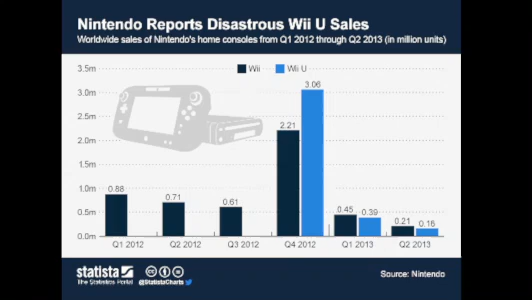 Nintendo Reports Disastrous Wii U Sales
Worldwide sales of Nintendo's home consoles from Q1 2012 through Q2 2013 (in million units)
Wii Wii U
3.5m
3.0m
2.5m
2.0m
1.5m
1.0m
0.5m
0.0m
0.88
0.71
0.61
2.21
3.06
0.45
0.39
0.21
0.16
Q1 2012 Q2 2012 Q3 2012 Q4 2012 Q1 2013 Q2 2013
statista
The Statistics Portal
@StatistaCharts
Source: Nintendo